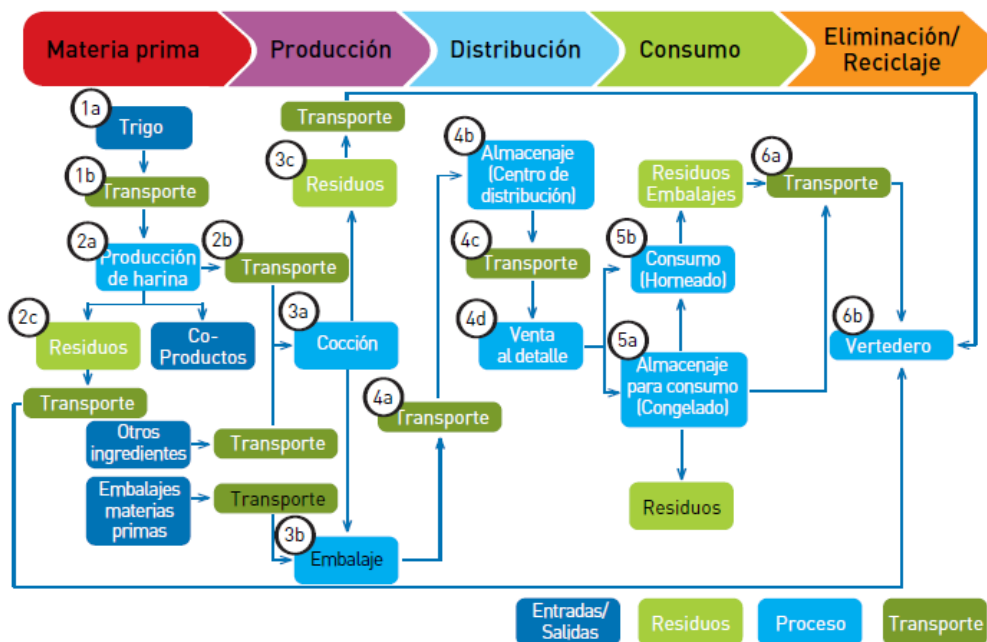 Materia prima
Producción
Distribución
Consumo
Eliminación/
Reciclaje
1a
Trigo
1b
Transporte
2a
Producción
de harina
2b
Transporte
2c
Residuos
Co-
Productos
Transporte
Otros
ingredientes
Transporte
Embalajes
materias
primas
Transporte
Transporte
3c
Residuos
3a
Cocción
3b
Embalaje
4a
Transporte
4b
Almacenaje
(Centro de
distribución)
4c
Transporte
4d
Venta
al detalle
Residuos
Embalajes
5b
Consumo
(Horneado)
5a
Almacenaje
para consumo
(Congelado)
Residuos
6a
Transporte
6b
Vertedero
Entradas/
Salidas
Residuos
Proceso
Transporte